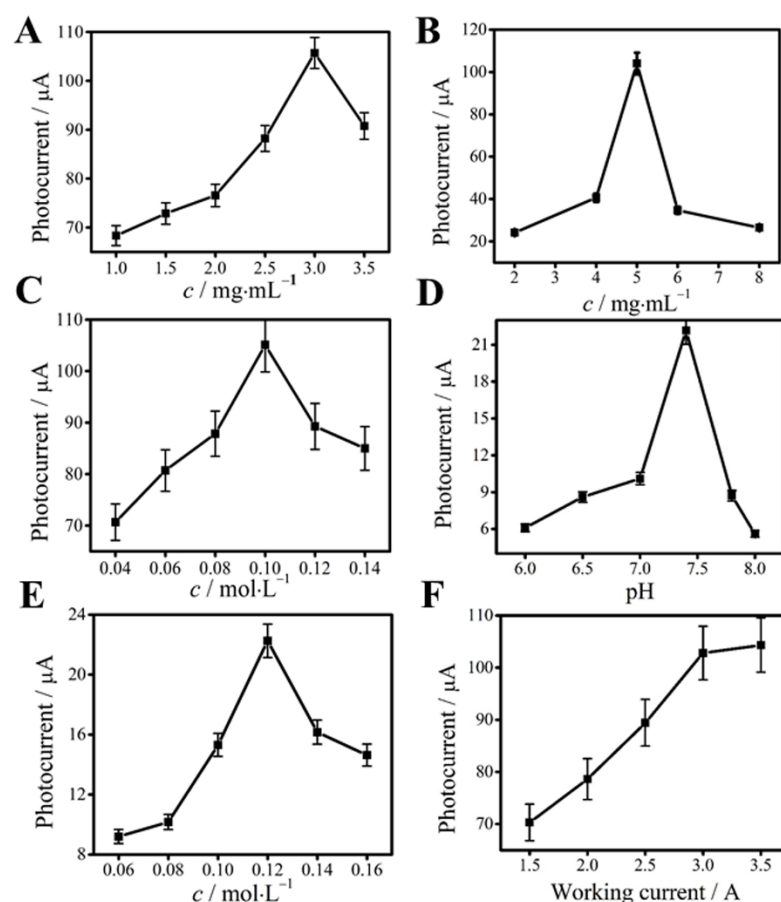 A
Photocurrent / μA
110
100
90
80
70
1.0 1.5 2.0 2.5 3.0 3.5
c / mg·mL⁻¹
B
Photocurrent / μA
120
100
80
60
40
20
2 3 4 5 6 7 8
c / mg·mL⁻¹
C
Photocurrent / μA
110
100
90
80
70
0.04 0.06 0.08 0.10 0.12 0.14
c / mol·L⁻¹
D
Photocurrent / μA
21
18
15
12
9
6
6.0 6.5 7.0 7.5 8.0
pH
E
Photocurrent / μA
24
20
16
12
8
0.06 0.08 0.10 0.12 0.14 0.16
c / mol·L⁻¹
F
Photocurrent / μA
110
100
90
80
70
1.5 2.0 2.5 3.0 3.5
Working current / A